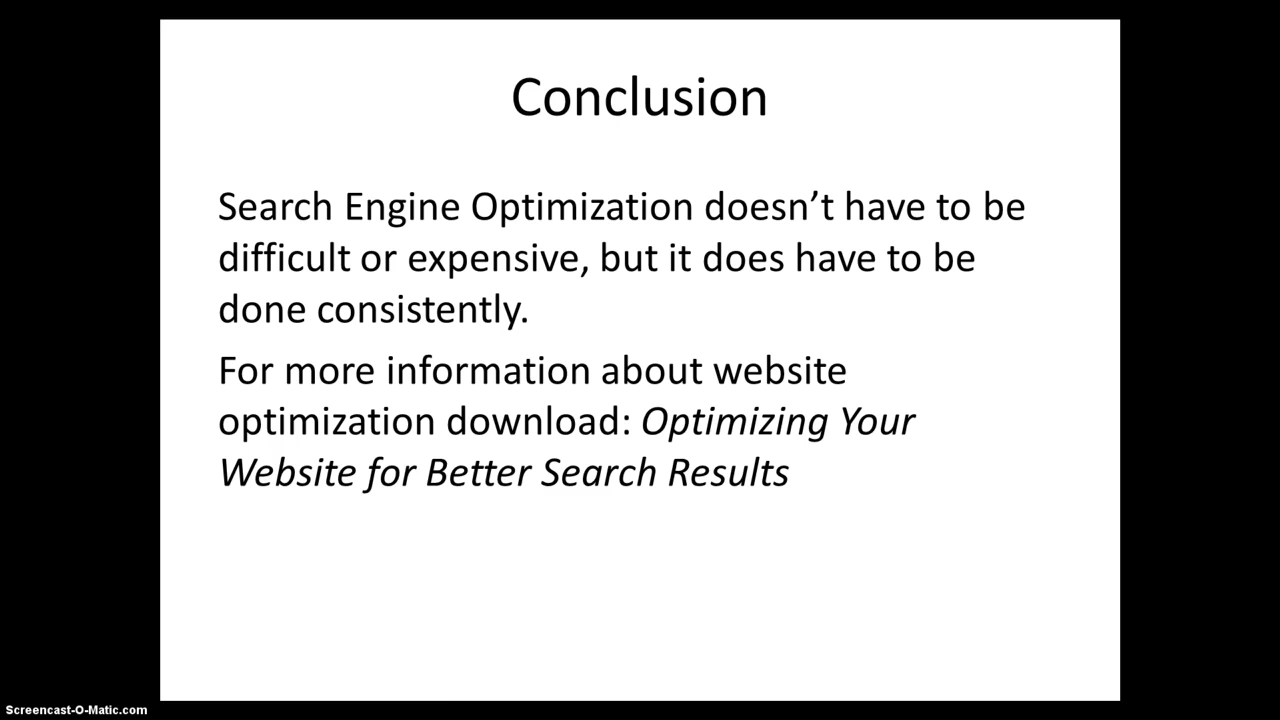 Conclusion
Search Engine Optimization doesn’t have to be
difficult or expensive, but it does have to be
done consistently.
For more information about website
optimization download: Optimizing Your
Website for Better Search Results
Screencast-O-Matic.com